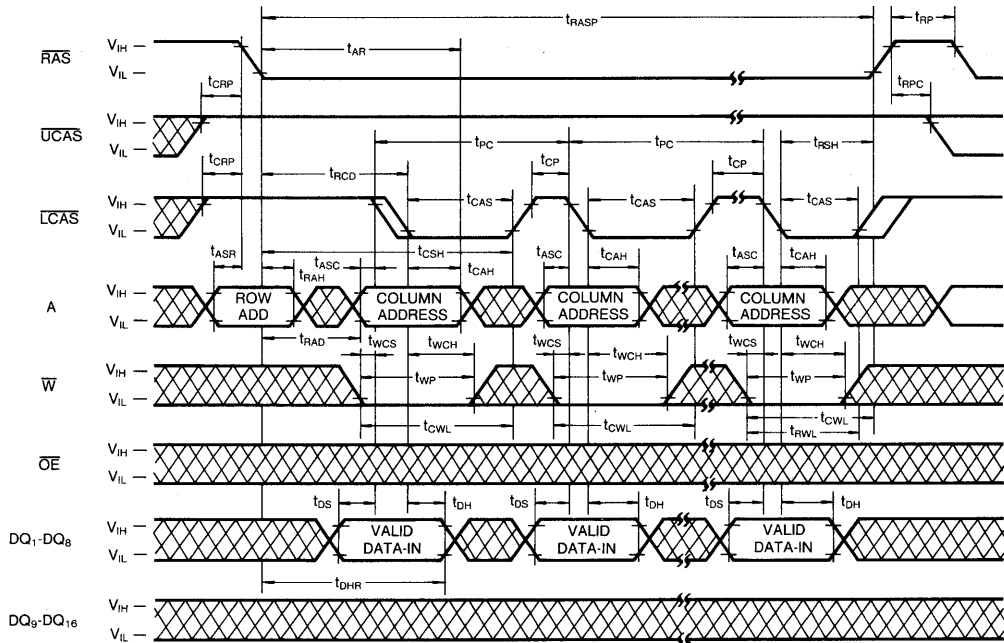 tRASP
tRP
tAR
RAS
VIH
VIL
tCRP
tRPC
UCAS
VIH
VIL
tPC
tPC
tRSH
tCRP
tRCD
tCP
tCP
LCAS
VIH
VIL
tCAS
tCAS
tCAS
tCSH
tASR
tRAH
tASC
tCAH
tASC
tCAH
tASC
tCAH
A
VIH
VIL
ROW ADD
COLUMN ADDRESS
COLUMN ADDRESS
COLUMN ADDRESS
tRAD
tWCS
tWCH
tWCS
tWCH
tWCS
tWCH
W
VIH
VIL
tWP
tWP
tWP
tCWL
tCWL
tCWL
tRWL
OE
VIH
VIL
tDS
tDH
tDS
tDH
tDS
tDH
DQ1-DQ8
VIH
VIL
VALID DATA-IN
VALID DATA-IN
VALID DATA-IN
tDHR
DQ9-DQ16
VIH
VIL